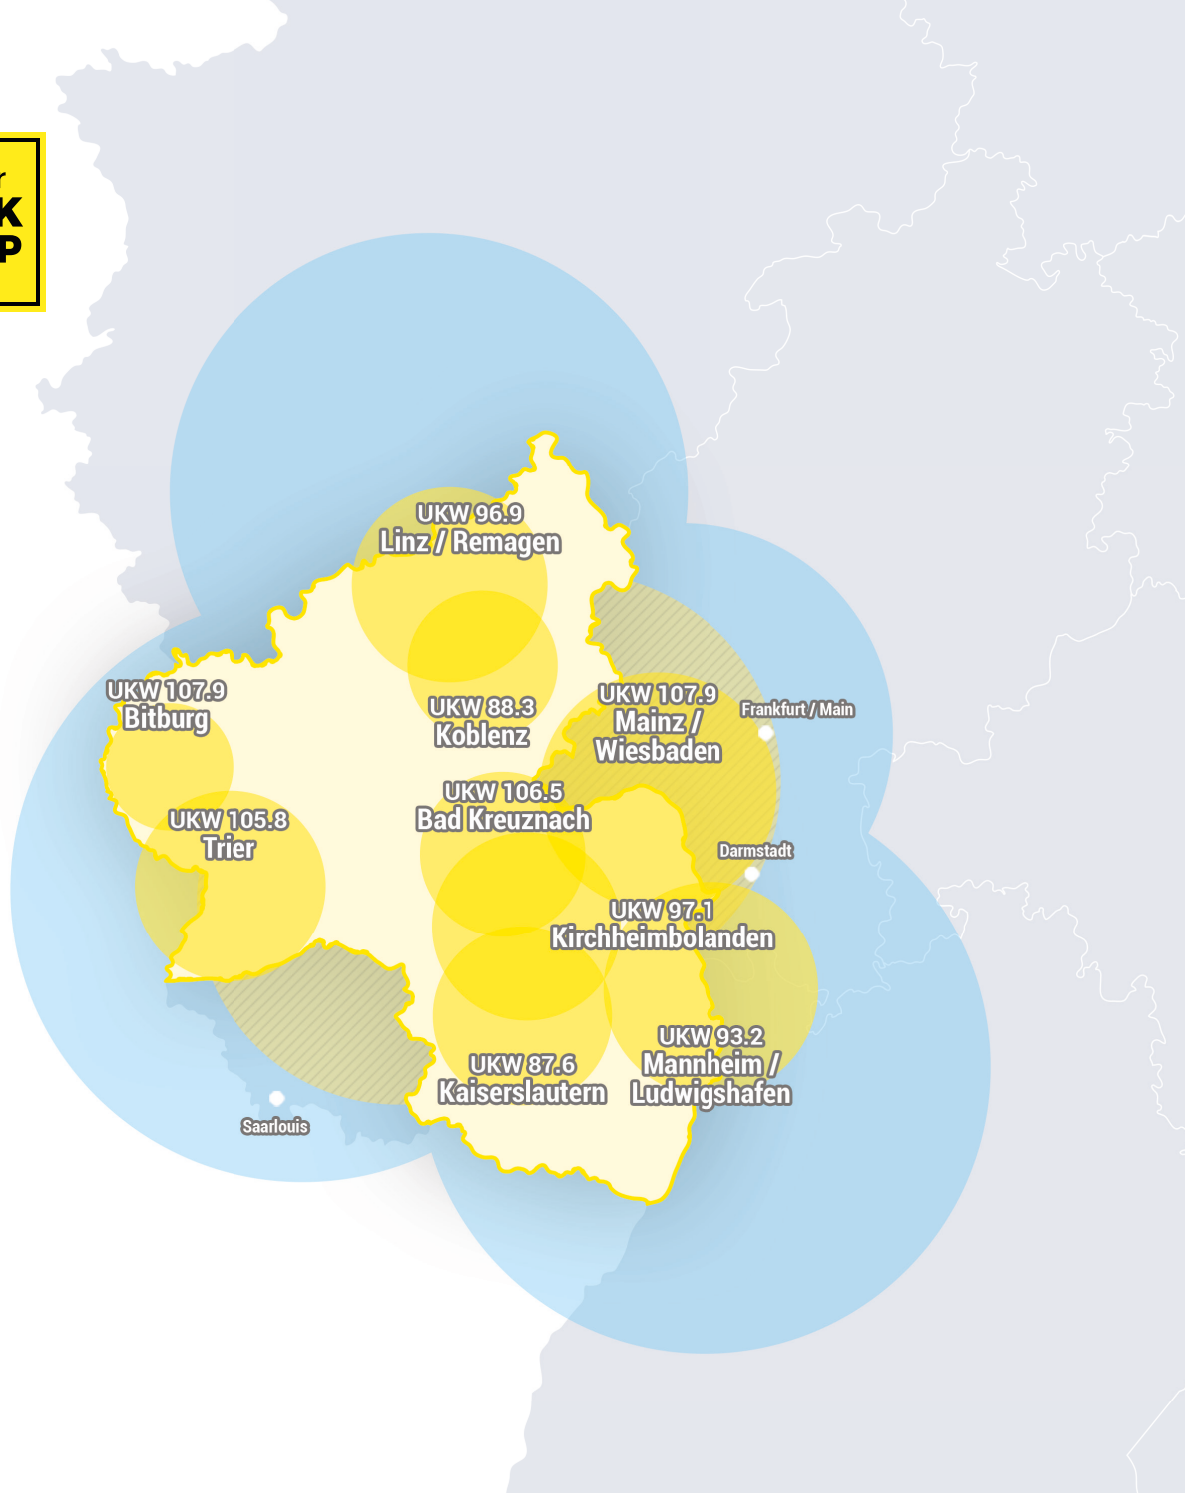 r
K
P
UKW 96.9
Linz / Remagen
UKW 107.9
Bitburg
UKW 88.3
Koblenz
UKW 107.9
Mainz /
Wiesbaden
Frankfurt / Main
UKW 106.5
Bad Kreuznach
UKW 105.8
Trier
Darmstadt
UKW 97.1
Kirchheimbolanden
UKW 93.2
Mannheim /
Ludwigshafen
UKW 87.6
Kaiserslautern
Saarlouis